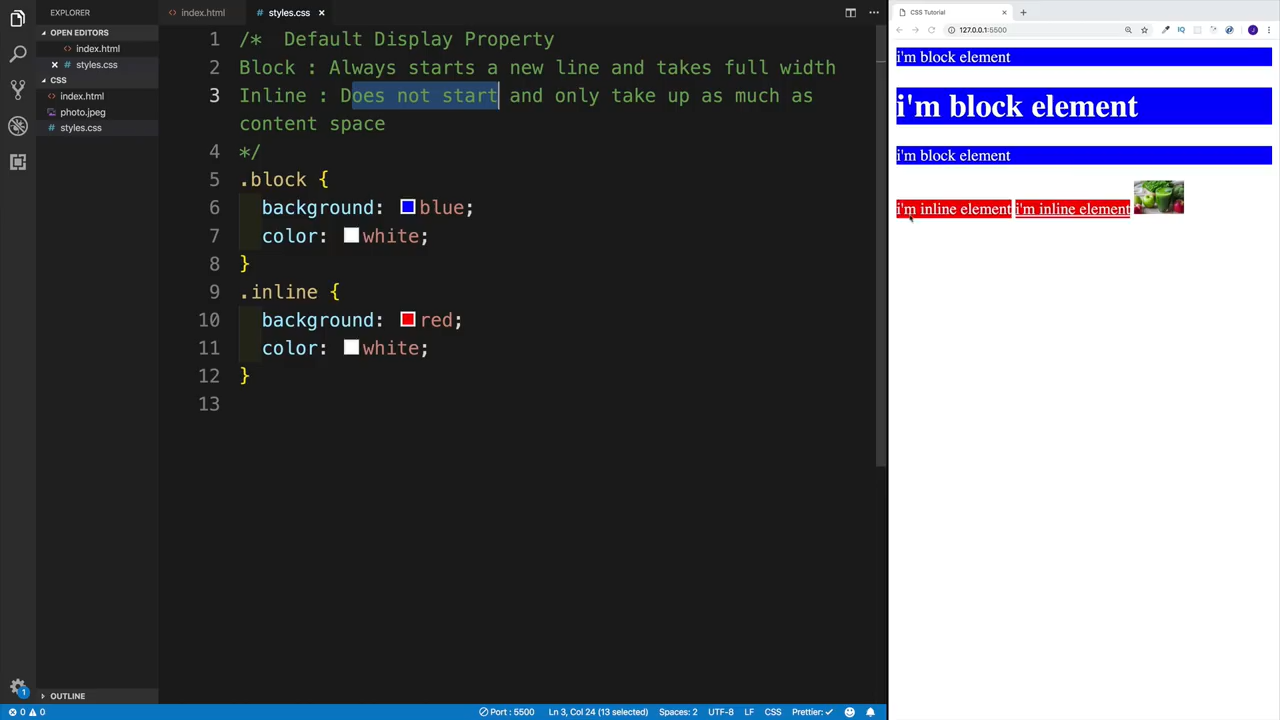 EXPLORER
OPEN EDITORS
index.html
styles.css
CSS
index.html
photo.jpeg
styles.css
OUTLINE
1
index.html
styles.css
1 /*  Default Display Property
2 Block : Always starts a new line and takes full width
3 Inline : Does not start and only take up as much as
content space
4 */
5 .block {
6 background: blue;
7 color: white;
8 }
9 .inline {
10 background: red;
11 color: white;
12 }
13
0 0
Port : 5500
Ln 3, Col 24 (13 selected)
Spaces: 2
UTF-8
LF
CSS
Prettier: ✓
CSS Tutorial
127.0.0.1:5500
IQ
J
i'm block element
i'm block element
i'm block element
i'm inline element i'm inline element